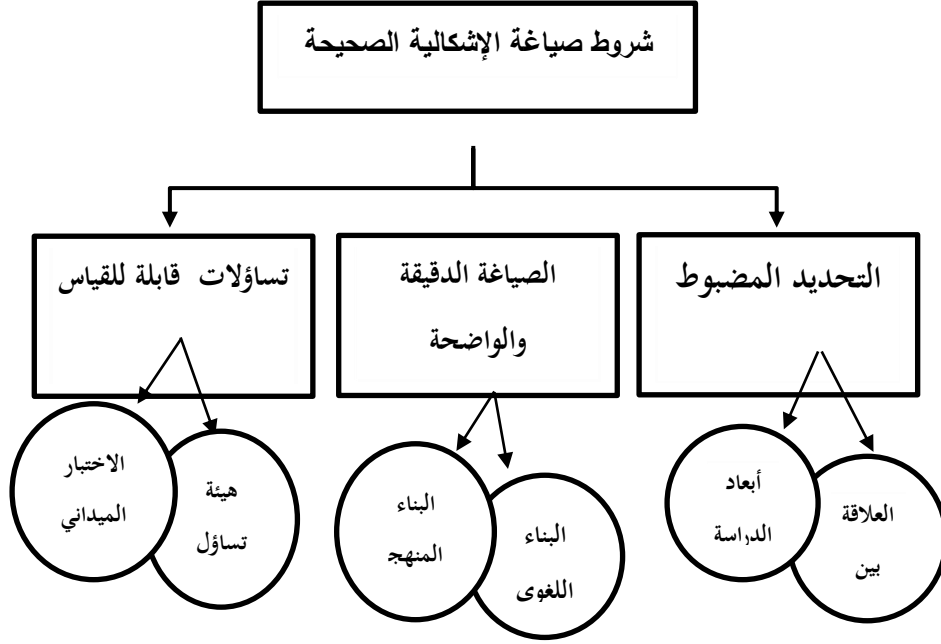 شروط صياغة الإشكالية الصحيحة
التحديد المضبوط
الصياغة الدقيقة
والواضحة
تساؤلات قابلة للقياس
العلاقة
بين
أبعاد
الدراسة
البناء
اللغوى
البناء
المنهج
هيئة
تساؤل
الاختبار
الميداني